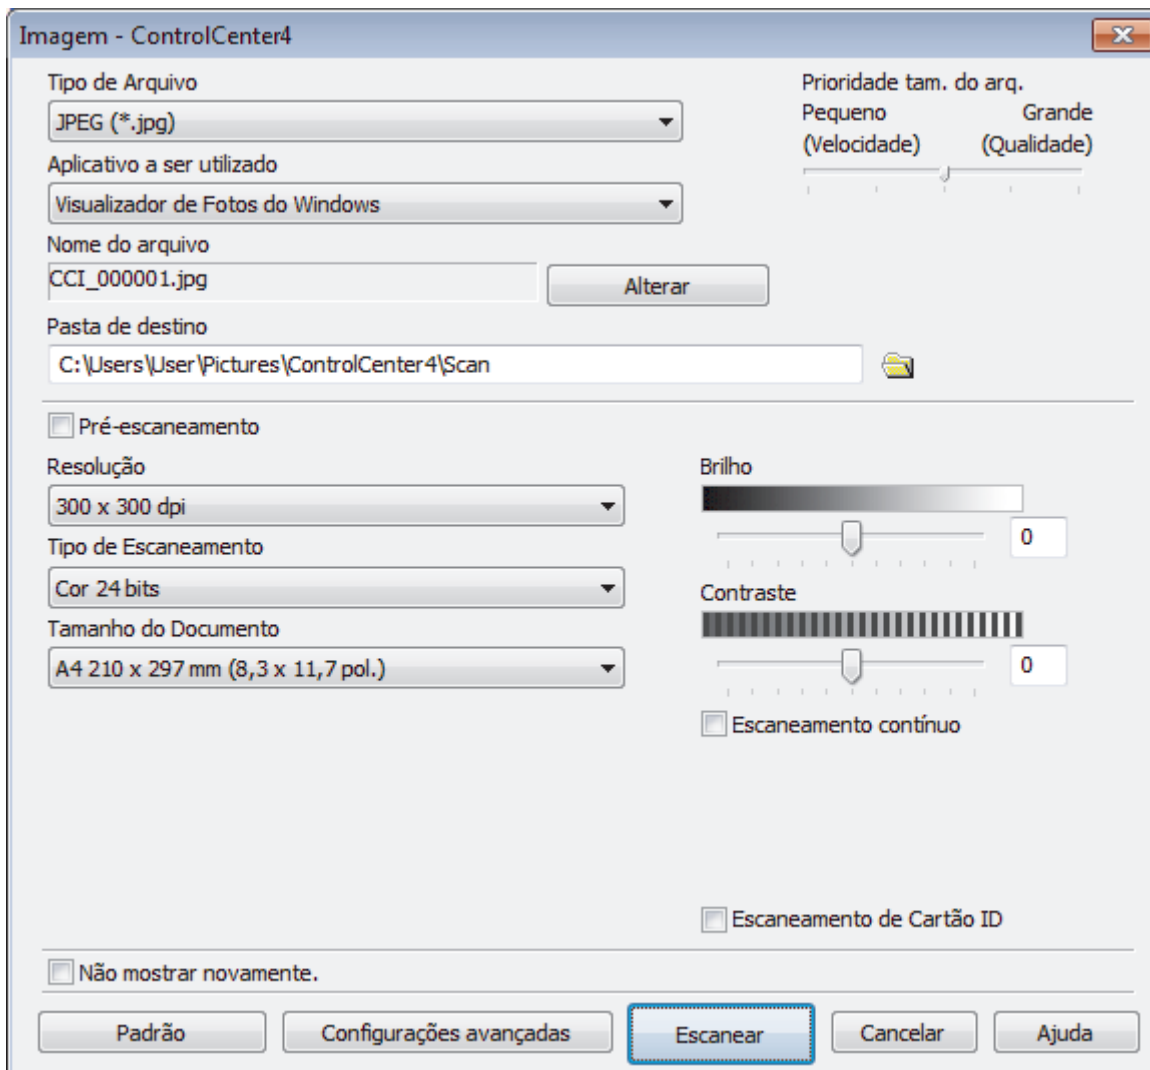 Imagem - ControlCenter4
Tipo de Arquivo
JPEG (*.jpg)
Aplicativo a ser utilizado
Visualizador de Fotos do Windows
Nome do arquivo
CCI_000001.jpg
Alterar
Pasta de destino
C:\Users\User\Pictures\ControlCenter4\Scan
Prioridade tam. do arq.
Pequeno Grande
(Velocidade) (Qualidade)
Pré-escaneamento
Resolução
300 x 300 dpi
Tipo de Escaneamento
Cor 24 bits
Tamanho do Documento
A4 210 x 297 mm (8,3 x 11,7 pol.)
Brilho
0
Contraste
0
Escaneamento contínuo
Escaneamento de Cartão ID
Não mostrar novamente.
Padrão Configurações avançadas Escanear Cancelar Ajuda